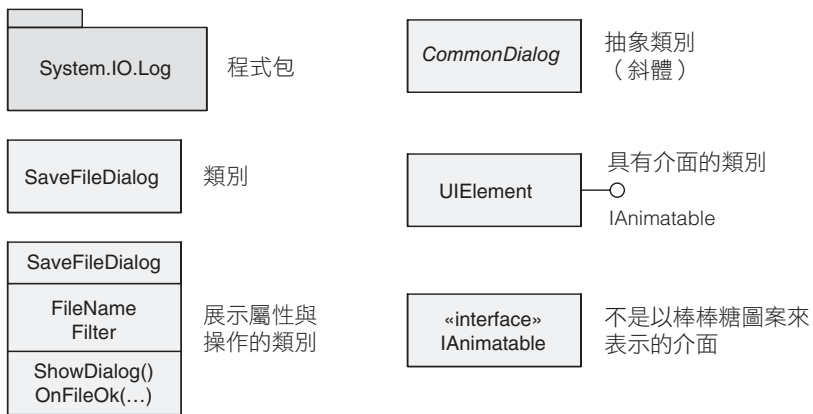 System.IO.Log
程式包
SaveFileDialog
類別
SaveFileDialog
FileName
Filter
ShowDialog()
OnFileOk(…)
展示屬性與
操作的類別
CommonDialog
抽象類別
（斜體）
UIElement
具有介面的類別
IAnimatable
«interface»
IAnimatable
不是以棒棒糖圖案來
表示的介面